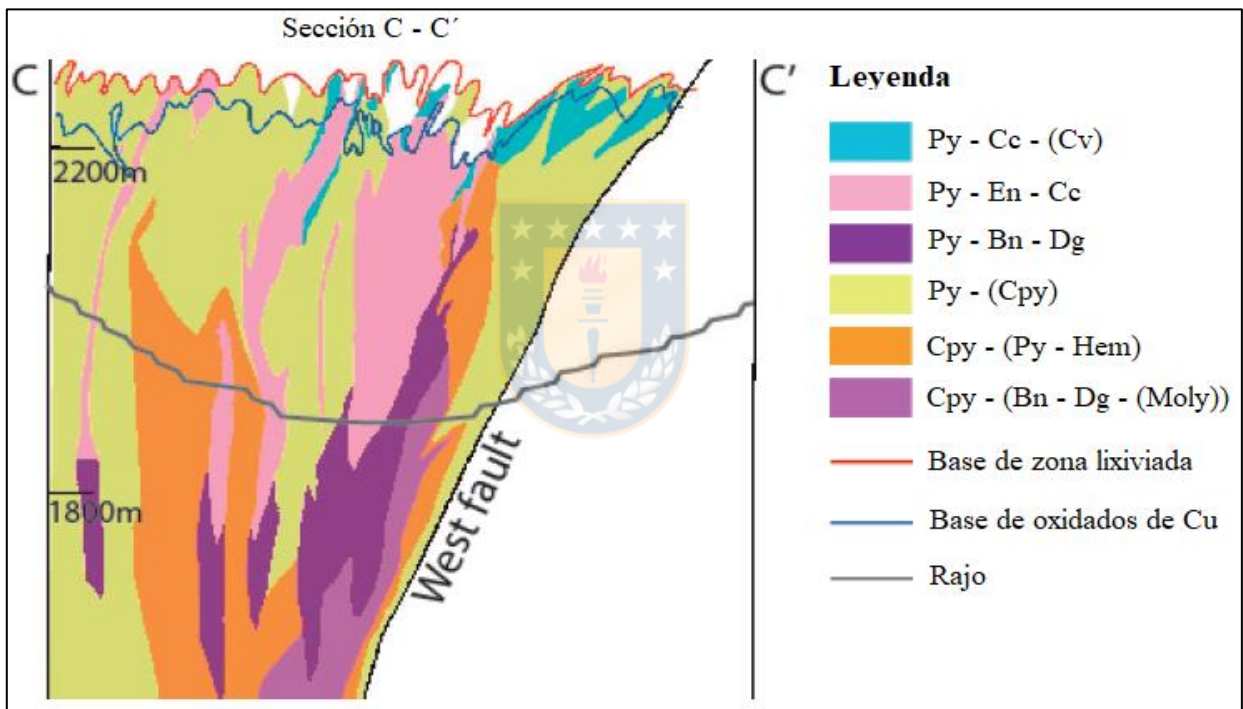 Sección C - C´
C
C'
2200m
1800m
West fault
Leyenda
Py - Cc - (Cv)
Py - En - Cc
Py - Bn - Dg
Py - (Cpy)
Cpy - (Py - Hem)
Cpy - (Bn - Dg - (Moly))
Base de zona lixiviada
Base de oxidados de Cu
Rajo